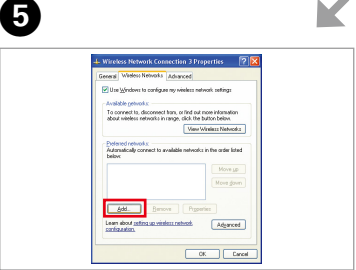 5
Wireless Network Connection 3 Properties
General Wireless Networks Advanced
Use Windows to configure my wireless network settings
Available networks:
To connect to, disconnect from, or find out more information
about wireless networks in range, click the button below.
View Wireless Networks
Preferred networks:
Automatically connect to available networks in the order listed
below:
Move up
Move down
Add... Remove Properties
Learn about setting up wireless network
configuration. Advanced
OK Cancel